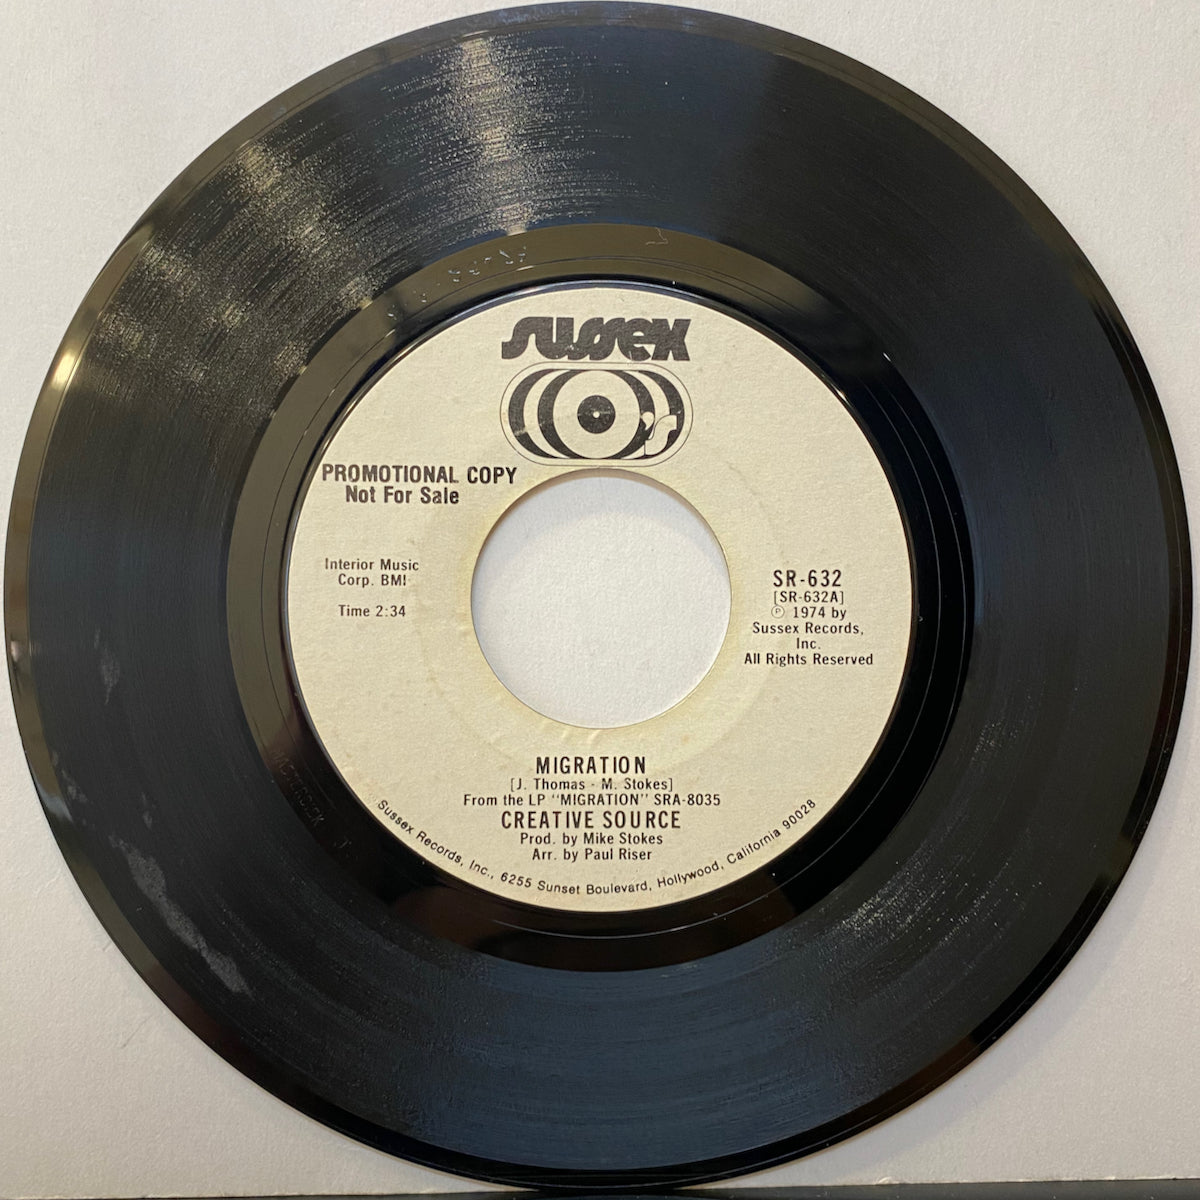 sussex
PROMOTIONAL COPY
Not For Sale
Interior Music
Corp. BMI
Time 2:34
SR-632
[SR-632A]
Ⓟ 1974 by
Sussex Records,
Inc.
All Rights Reserved
MIGRATION
[J. Thomas - M. Stokes]
From the LP "MIGRATION" SRA-8035
CREATIVE SOURCE
Prod. by Mike Stokes
Arr. by Paul Riser
Sussex Records, Inc., 6255 Sunset Boulevard, Hollywood, California 90028